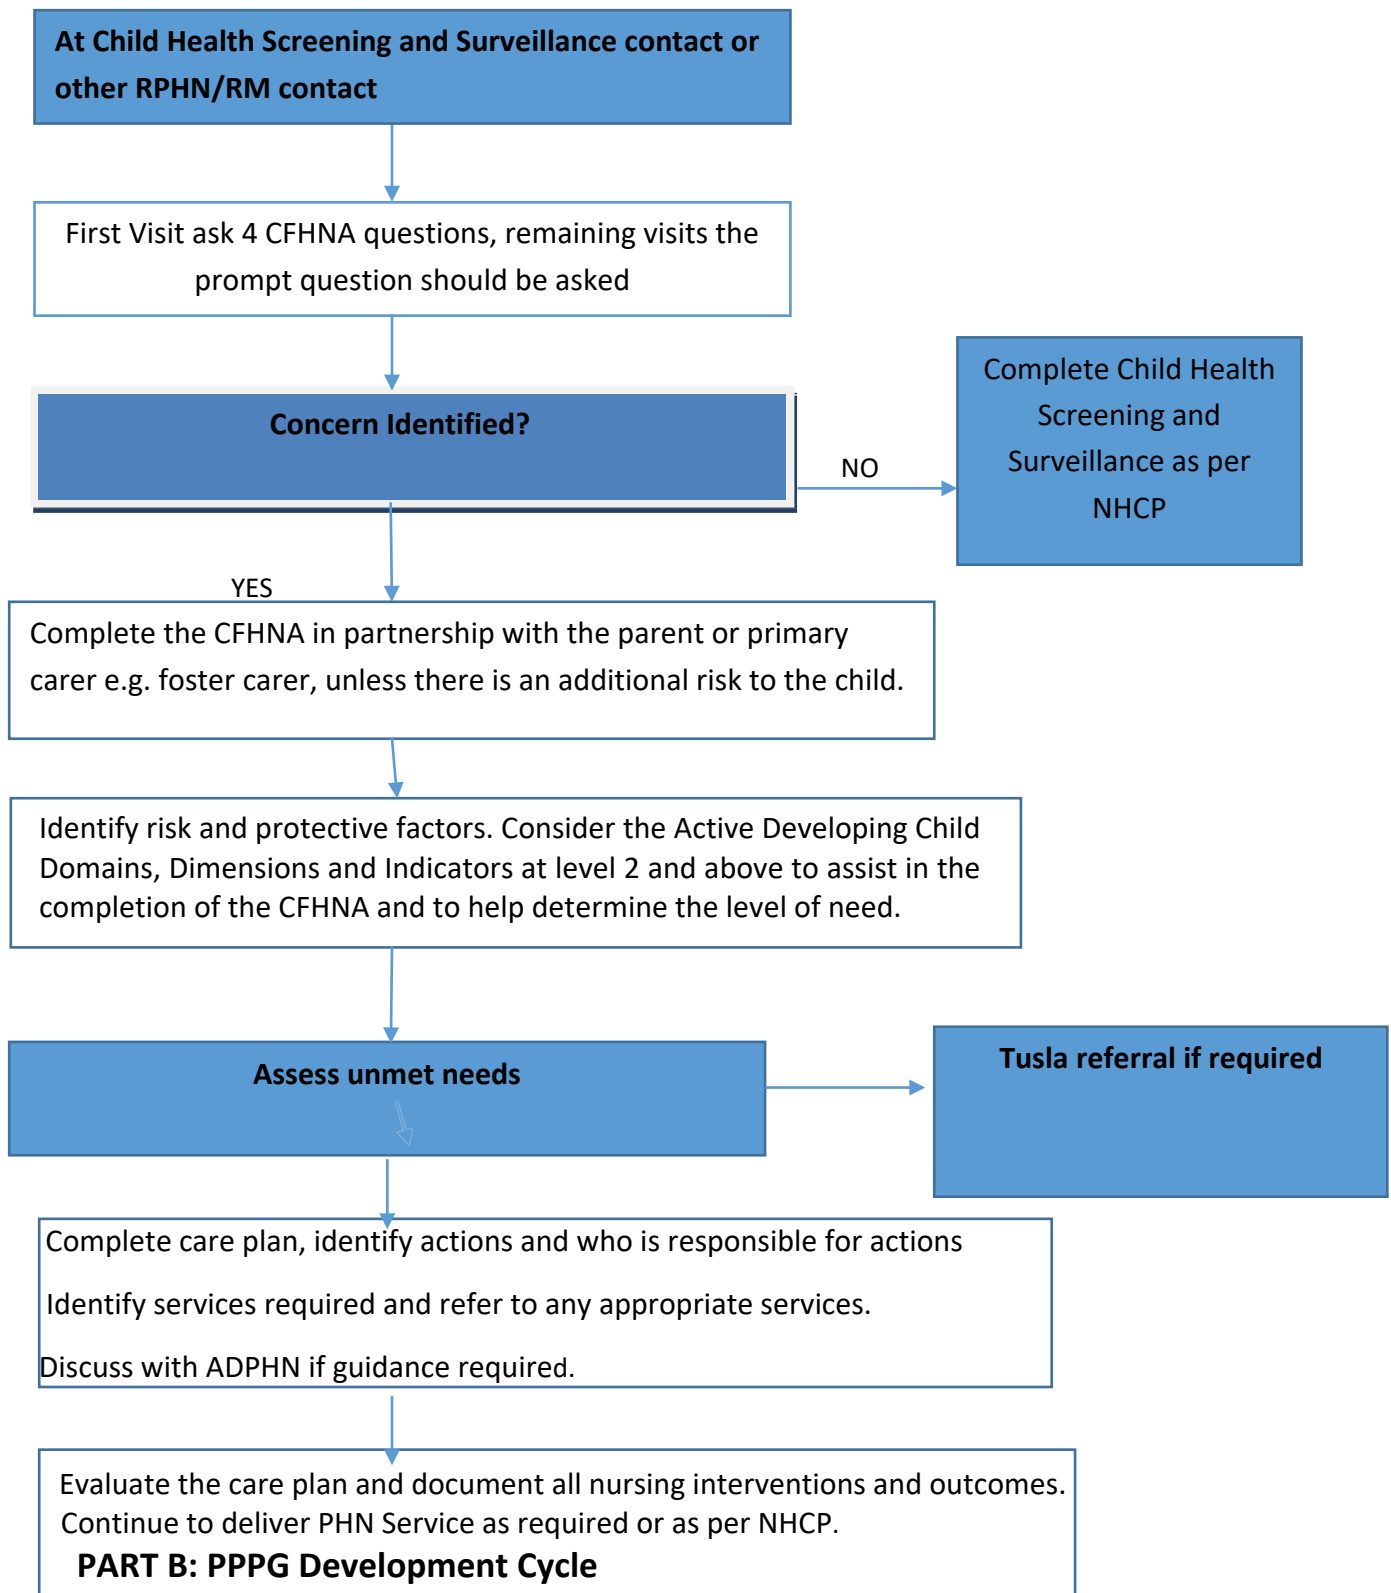 At Child Health Screening and Surveillance contact or
other RPHN/RM contact
First Visit ask 4 CFHNA questions, remaining visits the
prompt question should be asked
Concern Identified?
NO
Complete Child Health
Screening and
Surveillance as per
NHCP
YES
Complete the CFHNA in partnership with the parent or primary
carer e.g. foster carer, unless there is an additional risk to the child.
Identify risk and protective factors. Consider the Active Developing Child
Domains, Dimensions and Indicators at level 2 and above to assist in the
completion of the CFHNA and to help determine the level of need.
Assess unmet needs
Tusla referral if required
Complete care plan, identify actions and who is responsible for actions
Identify services required and refer to any appropriate services.
Discuss with ADPHN if guidance required.
Evaluate the care plan and document all nursing interventions and outcomes.
Continue to deliver PHN Service as required or as per NHCP.
PART B: PPPG Development Cycle